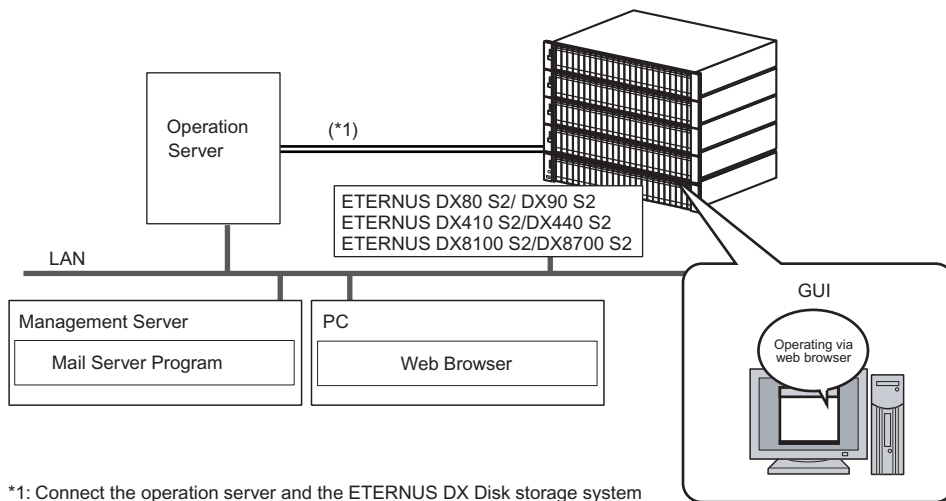 Operation
Server
(*1)
ETERNUS DX80 S2/ DX90 S2
ETERNUS DX410 S2/DX440 S2
ETERNUS DX8100 S2/DX8700 S2
LAN
Management Server
Mail Server Program
PC
Web Browser
GUI
Operating via
web browser
*1: Connect the operation server and the ETERNUS DX Disk storage system